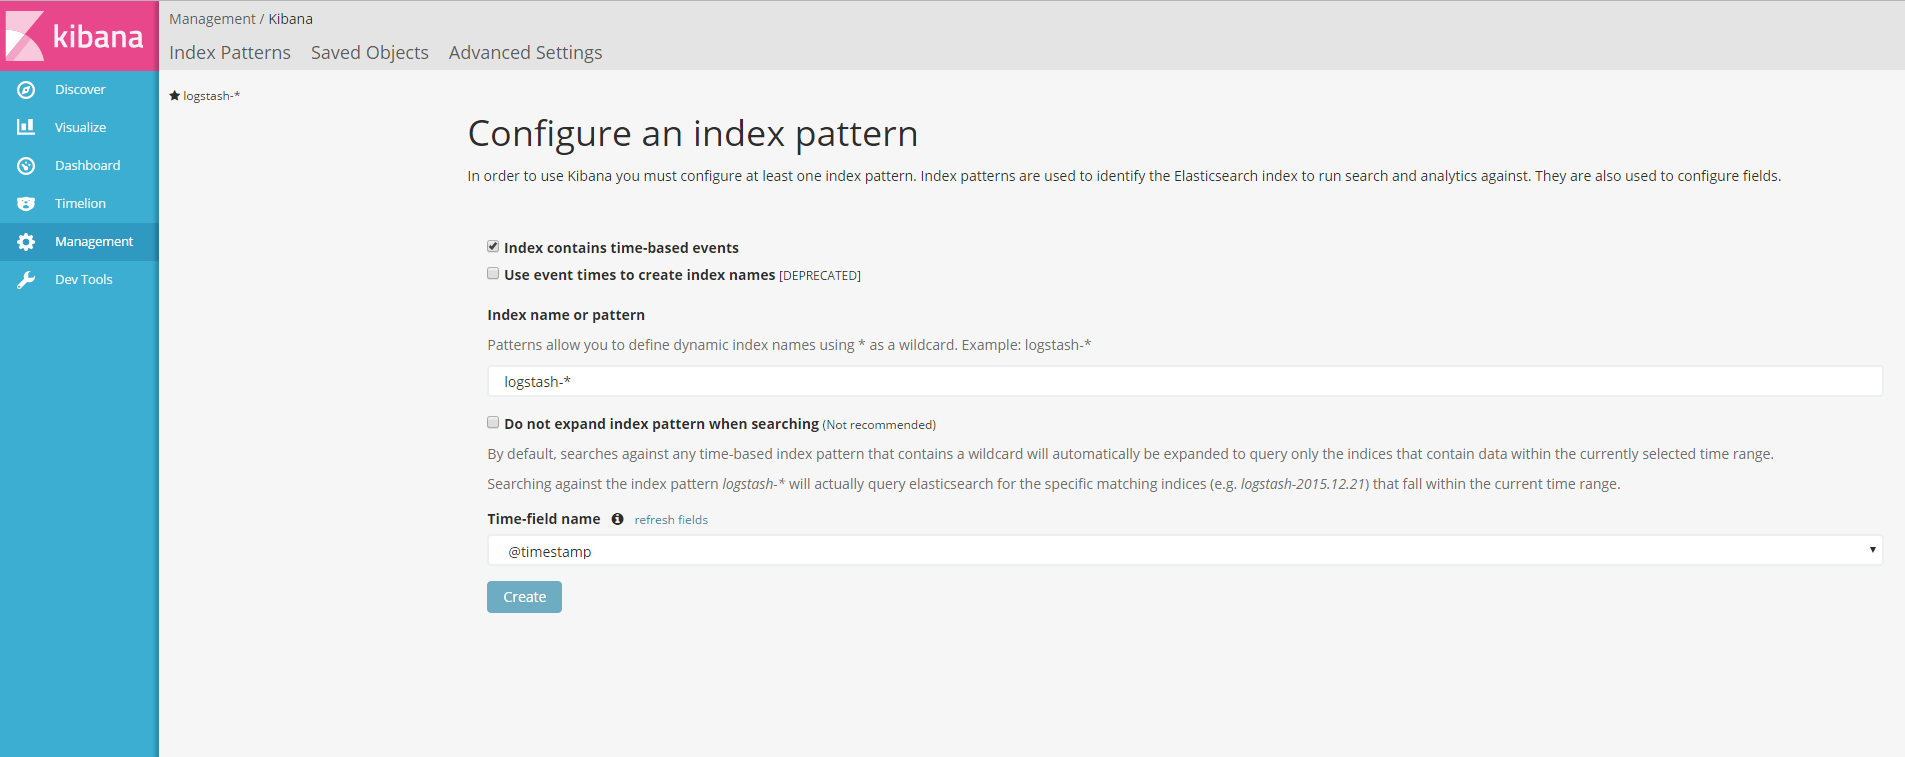 kibana
Management / Kibana
Index Patterns Saved Objects Advanced Settings
Discover
Visualize
Dashboard
Timelion
Management
Dev Tools
logstash-*
Configure an index pattern
In order to use Kibana you must configure at least one index pattern. Index patterns are used to identify the Elasticsearch index to run search and analytics against. They are also used to configure fields.
Index contains time-based events
Use event times to create index names [DEPRECATED]
Index name or pattern
Patterns allow you to define dynamic index names using * as a wildcard. Example: logstash-*
logstash-*
Do not expand index pattern when searching (Not recommended)
By default, searches against any time-based index pattern that contains a wildcard will automatically be expanded to query only the indices that contain data within the currently selected time range.
Searching against the index pattern logstash-* will actually query elasticsearch for the specific matching indices (e.g. logstash-2015.12.21) that fall within the current time range.
Time-field name refresh fields
@timestamp
Create